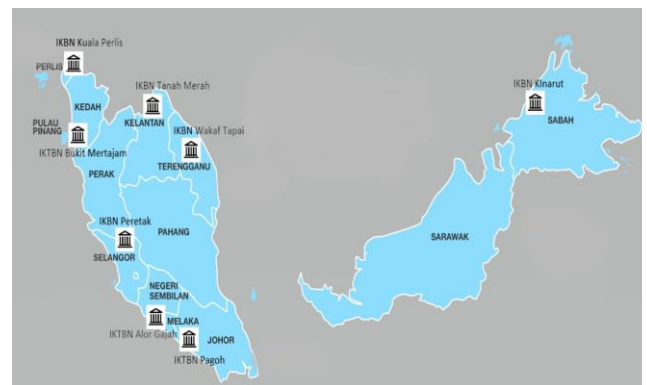 IKBN Kuala Perlis
PERLIS
KEDAH
IKBN Tanah Merah
KELANTAN
PULAU
PINANG
IKTBN Bukit Mertajam
IKBN Wakaf Tapai
TERENGGANU
PERAK
IKBN Peretak
SELANGOR
PAHANG
NEGERI
SEMBILAN
MELAKA
IKTBN Alor Gajah
JOHOR
IKTBN Pagoh
IKBN KInarut
SABAH
SARAWAK